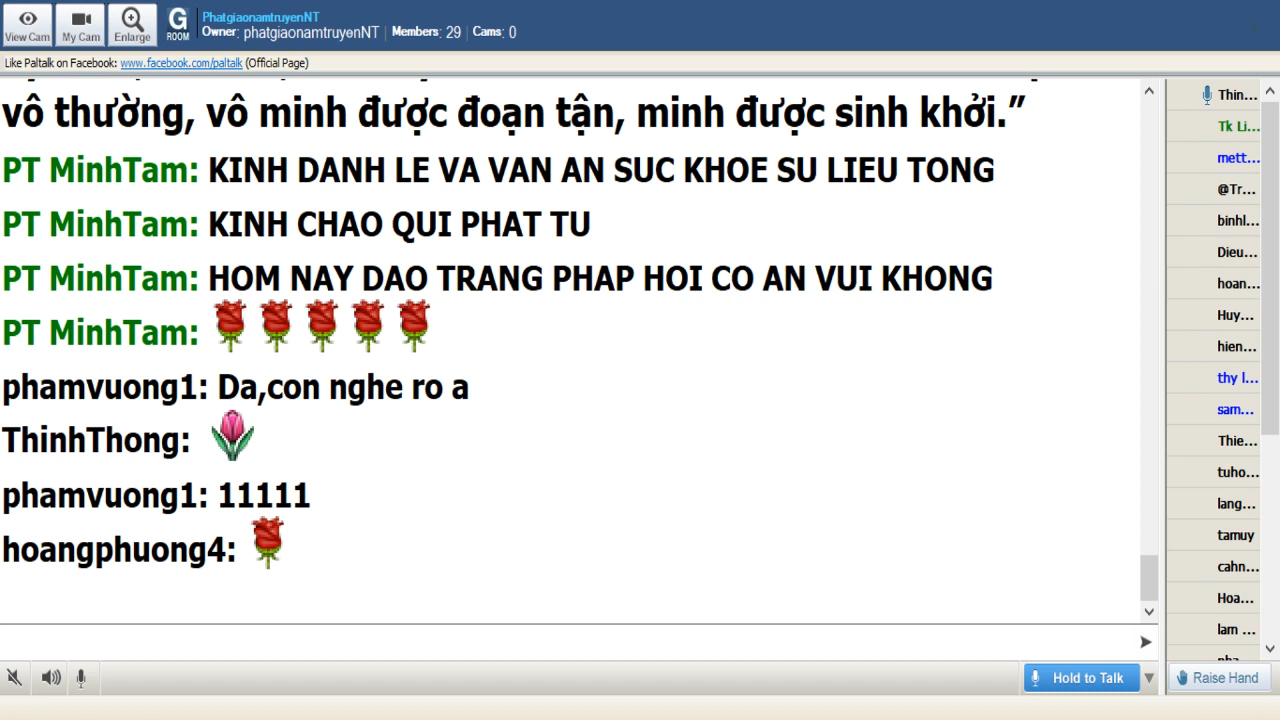 PhatgiaonamtruyenNT
Owner: phatgiaonamtruyenNT | Members: 29 | Cams: 0
View Cam
My Cam
Enlarge
G
ROOM
Like Paltalk on Facebook: www.facebook.com/paltalk (Official Page)
vô thường, vô minh được đoạn tận, minh được sinh khởi.”
PT MinhTam: KINH DANH LE VA VAN AN SUC KHOE SU LIEU TONG
PT MinhTam: KINH CHAO QUI PHAT TU
PT MinhTam: HOM NAY DAO TRANG PHAP HOI CO AN VUI KHONG
PT MinhTam:
phamvuong1: Da,con nghe ro a
ThinhThong:
phamvuong1: 11111
hoangphuong4:
Thin...
Tk Li...
mett...
@Tr...
binhl...
Dieu...
hoan...
Huy...
hien...
thy l...
sam...
Thie...
tuho...
lang...
tamuy
cahn...
Hoa...
lam ...
Hold to Talk
Raise Hand